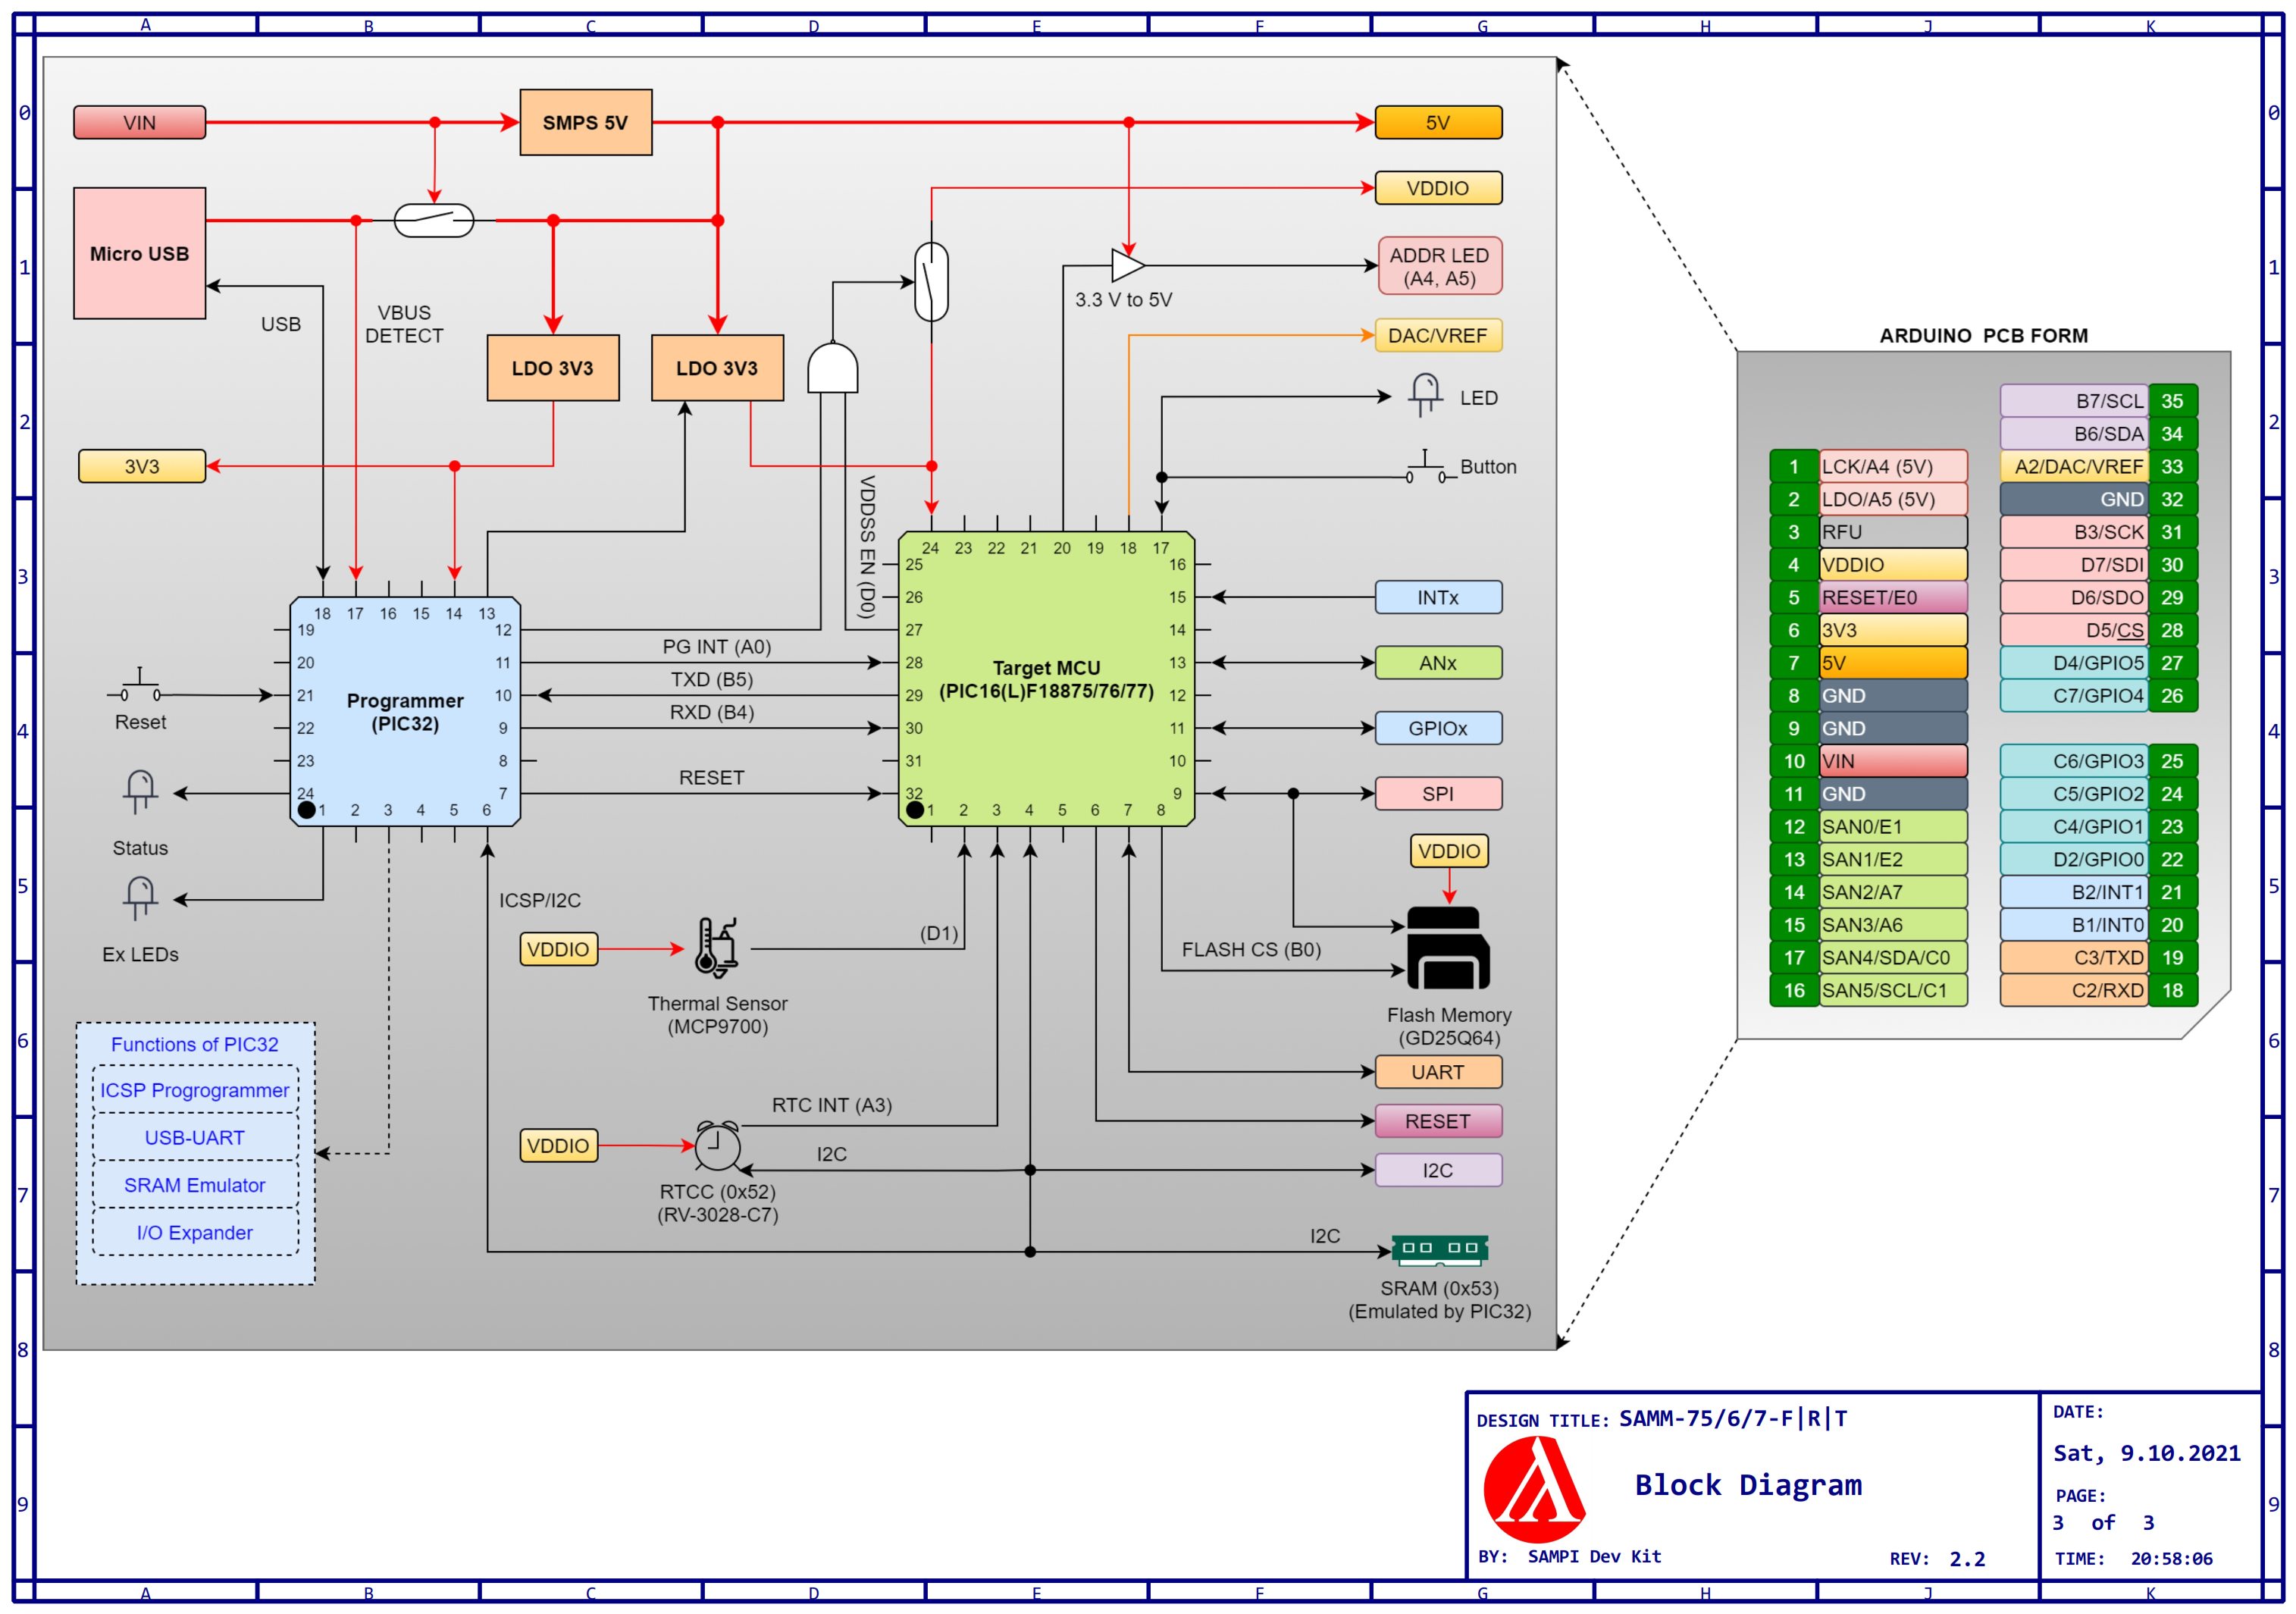 A B C D E F G H J K
0 0
1 1
2 2
3 3
4 4
5 5
6 6
7 7
8 8
9 9
VIN
SMPS 5V
5V
VDDIO
Micro USB
ADDR LED
(A4, A5)
3.3 V to 5V
USB
VBUS
DETECT
DAC/VREF
LDO 3V3
LDO 3V3
LED
3V3
Button
VDDSS EN (D0)
18 17 16 15 14 13
19 12
20 11
21 10
22 9
23 8
24 7
1 2 3 4 5 6
Programmer
(PIC32)
PG INT (A0)
TXD (B5)
RXD (B4)
RESET
24 23 22 21 20 19 18 17
25 16
26 15
27 14
28 13
29 12
30 11
31 10
32 9
1 2 3 4 5 6 7 8
Target MCU
(PIC16(L)F18875/76/77)
INTx
ANx
GPIOx
SPI
VDDIO
Reset
Status
Ex LEDs
ICSP/I2C
VDDIO
(D1)
Thermal Sensor
(MCP9700)
FLASH CS (B0)
Flash Memory
(GD25Q64)
Functions of PIC32
ICSP Progrogrammer
USB-UART
SRAM Emulator
I/O Expander
UART
RTC INT (A3)
RESET
VDDIO
I2C
I2C
RTCC (0x52)
(RV-3028-C7)
I2C
SRAM (0x53)
(Emulated by PIC32)
ARDUINO PCB FORM
B7/SCL 35
B6/SDA 34
1 LCK/A4 (5V) A2/DAC/VREF 33
2 LDO/A5 (5V) GND 32
3 RFU B3/SCK 31
4 VDDIO D7/SDI 30
5 RESET/E0 D6/SDO 29
6 3V3 D5/CS 28
7 5V D4/GPIO5 27
8 GND C7/GPIO4 26
9 GND
10 VIN C6/GPIO3 25
11 GND C5/GPIO2 24
12 SAN0/E1 C4/GPIO1 23
13 SAN1/E2 D2/GPIO0 22
14 SAN2/A7 B2/INT1 21
15 SAN3/A6 B1/INT0 20
17 SAN4/SDA/C0 C3/TXD 19
16 SAN5/SCL/C1 C2/RXD 18
DESIGN TITLE: SAMM-75/6/7-F|R|T
Block Diagram
BY: SAMPI Dev Kit
REV: 2.2
DATE:
Sat, 9.10.2021
PAGE:
3 of 3
TIME: 20:58:06
A B C D E F G H J K